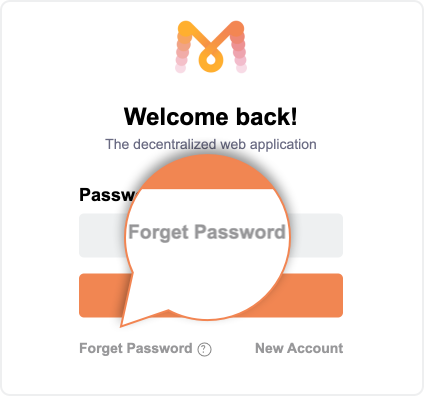 Welcome back!
The decentralized web application
Passw
Forget Password
Forget Password ?
New Account